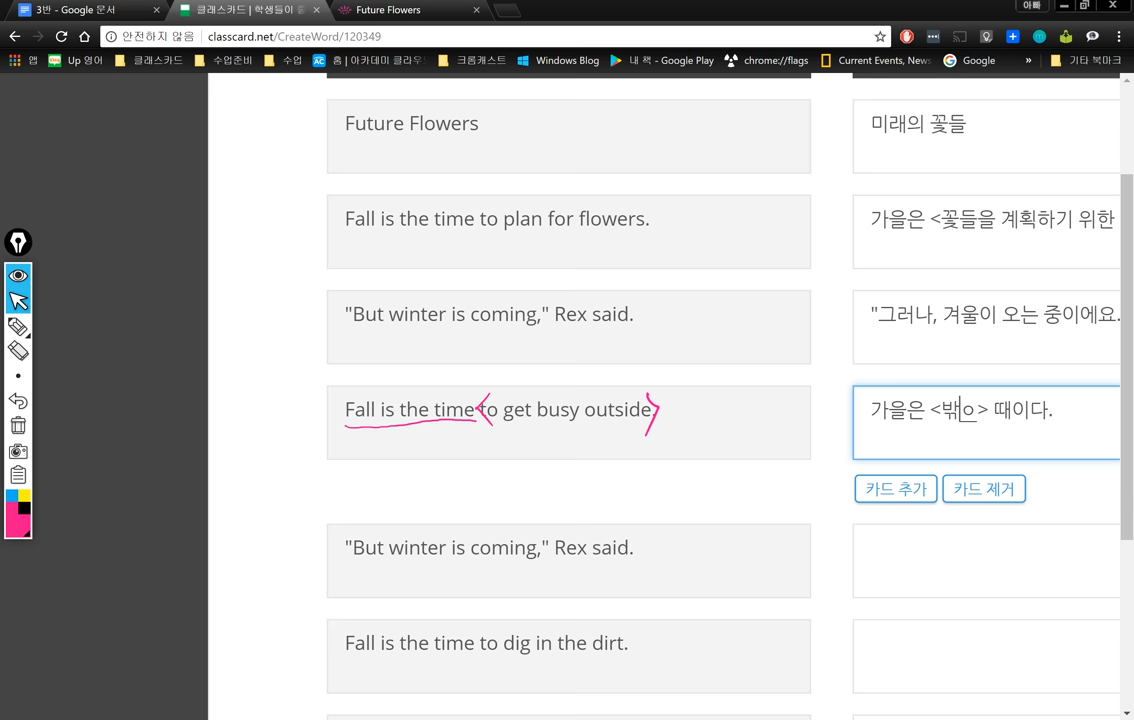 3반 - Google 문서
클래스카드 | 학생들이 좋
Future Flowers
아빠
안전하지 않음
classcard.net/CreateWord/120349
앱
Up 영어
클래스카드
수업준비
수업
홈 | 아카데미 클라우
크롬캐스트
Windows Blog
내 책 - Google Play
chrome://flags
Current Events, News
Google
»
기타 북마크
Future Flowers
미래의 꽃들
Fall is the time to plan for flowers.
가을은 <꽃들을 계획하기 위한
"But winter is coming," Rex said.
"그러나, 겨울이 오는 중이에요.
Fall is the time to get busy outside.
가을은 <밖ㅇ> 때이다.
카드 추가
카드 제거
"But winter is coming," Rex said.
Fall is the time to dig in the dirt.